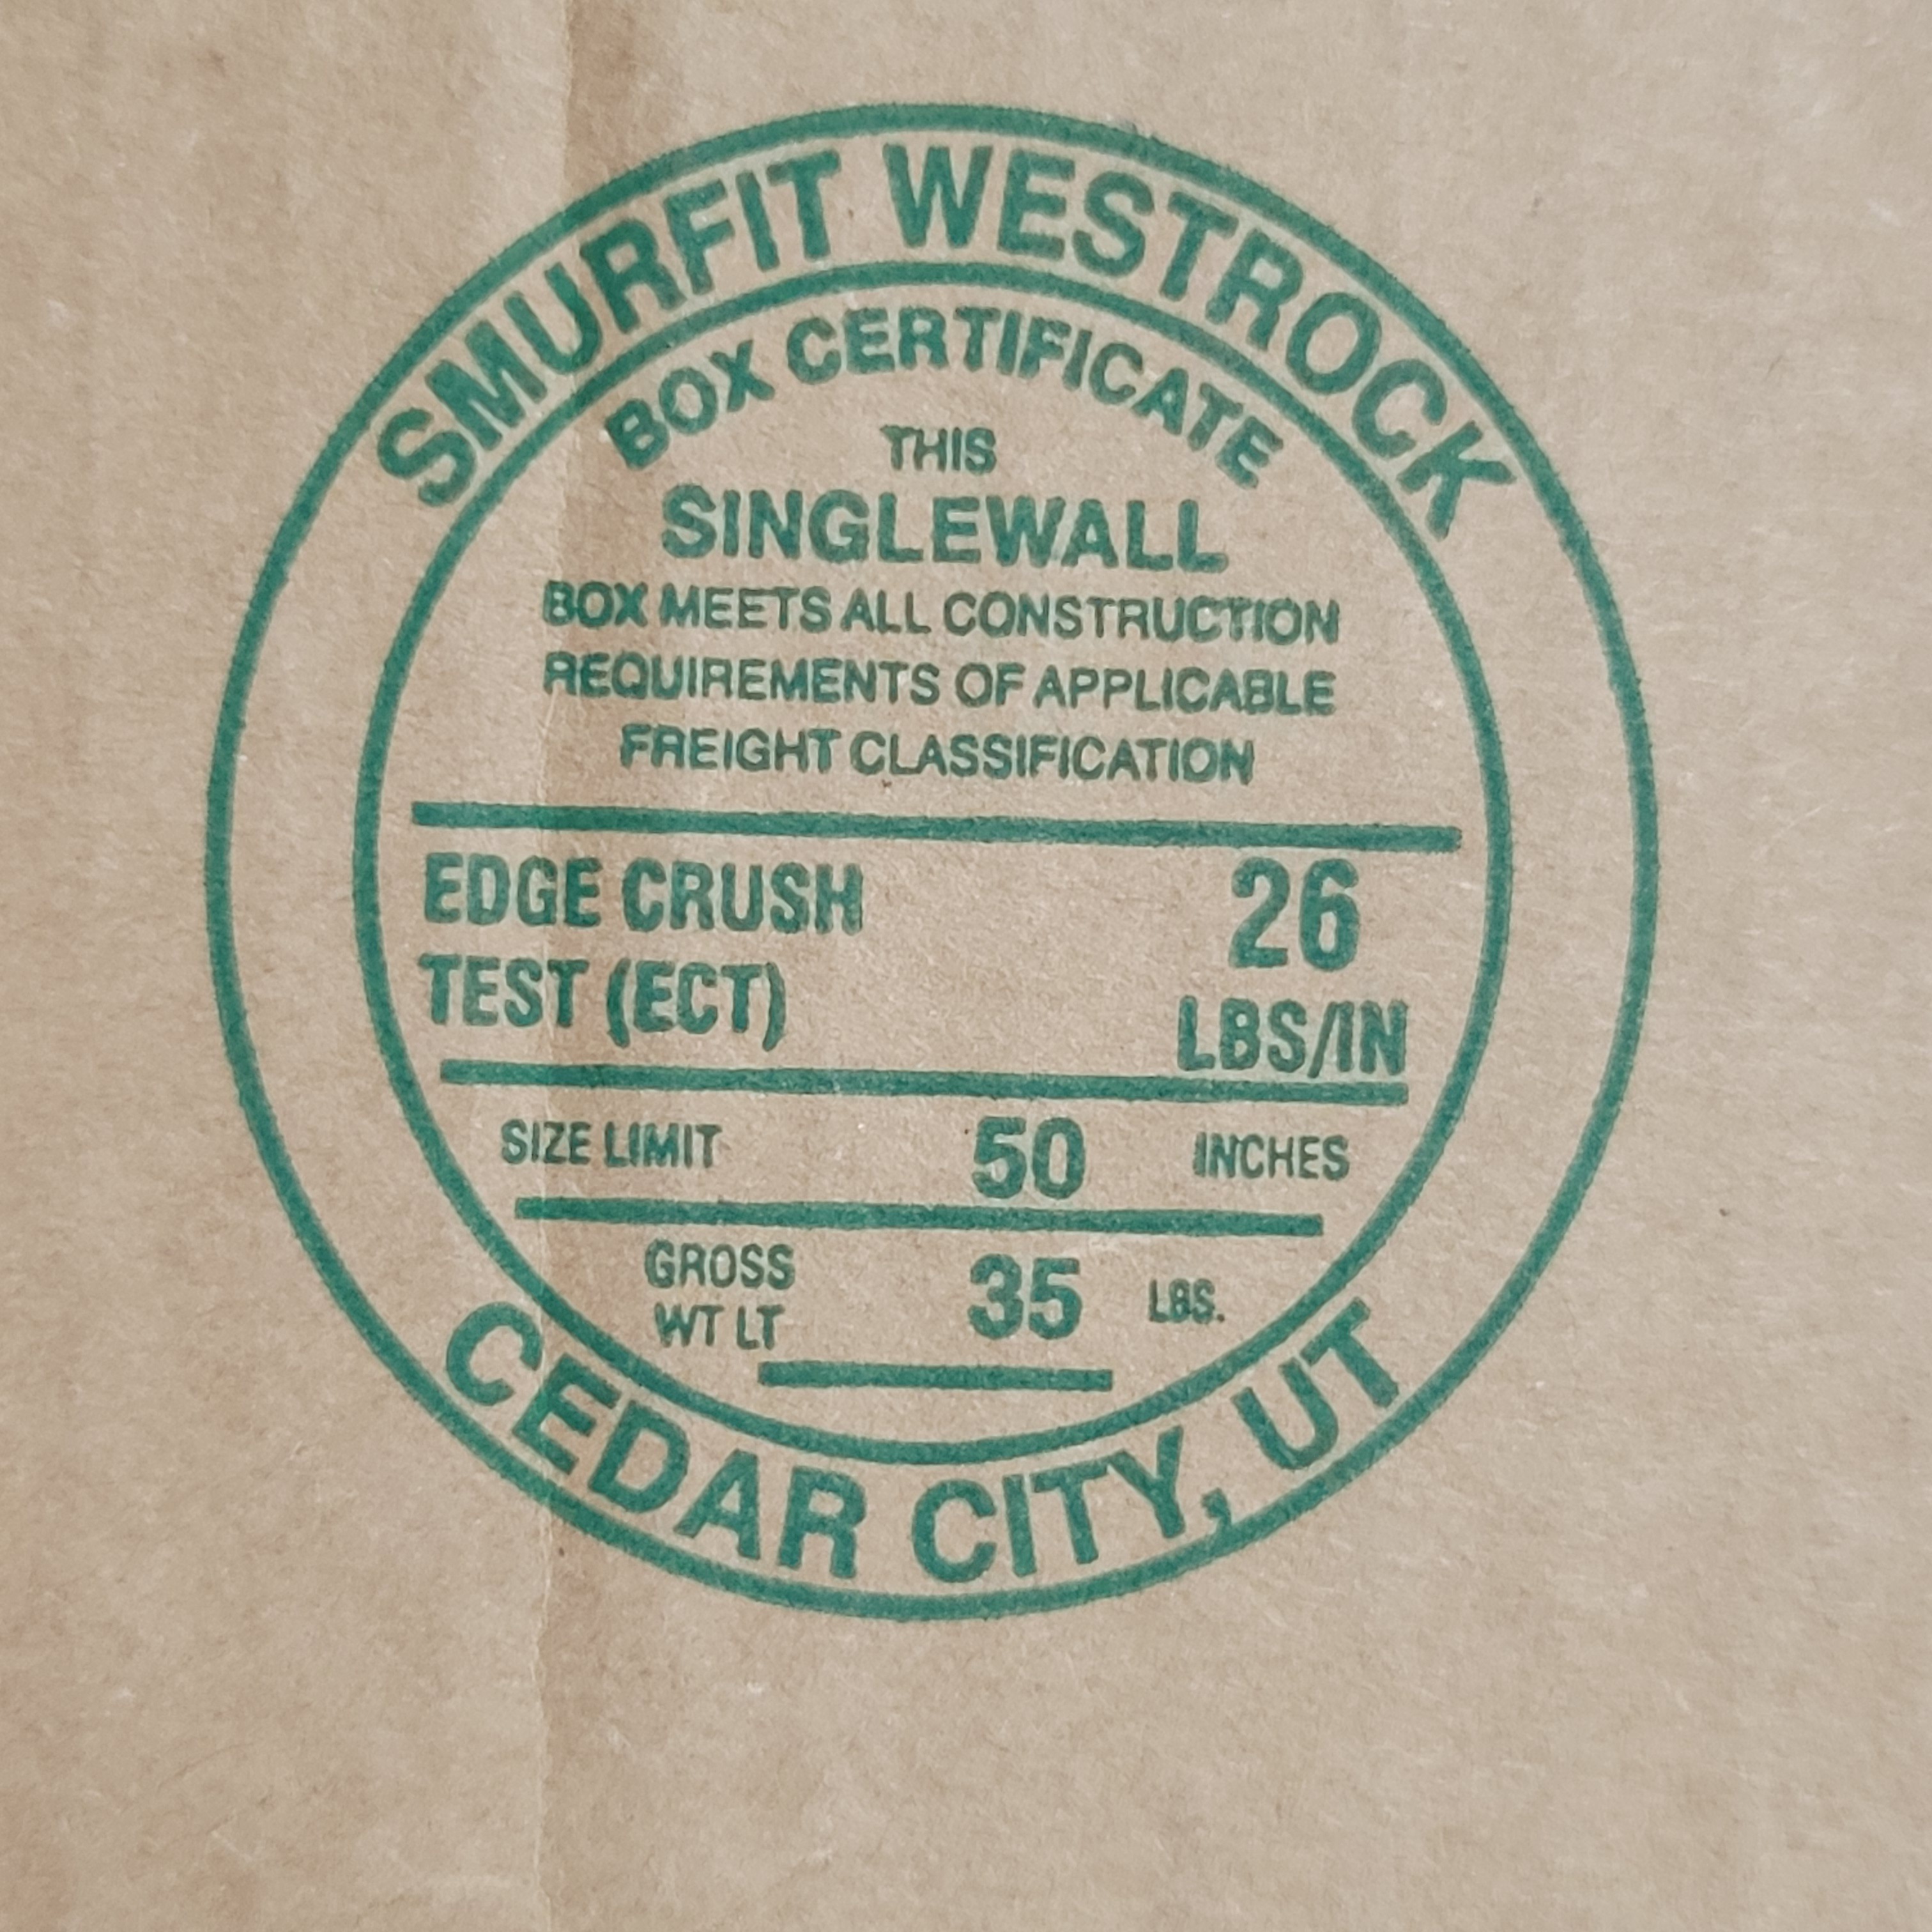 SMURFIT WESTROCK
BOX CERTIFICATE
THIS
SINGLEWALL
BOX MEETS ALL CONSTRUCTION
REQUIREMENTS OF APPLICABLE
FREIGHT CLASSIFICATION
EDGE CRUSH 26
TEST (ECT) LBS/IN
SIZE LIMIT 50 INCHES
GROSS
WT LT 35 LBS.
CEDAR CITY, UT